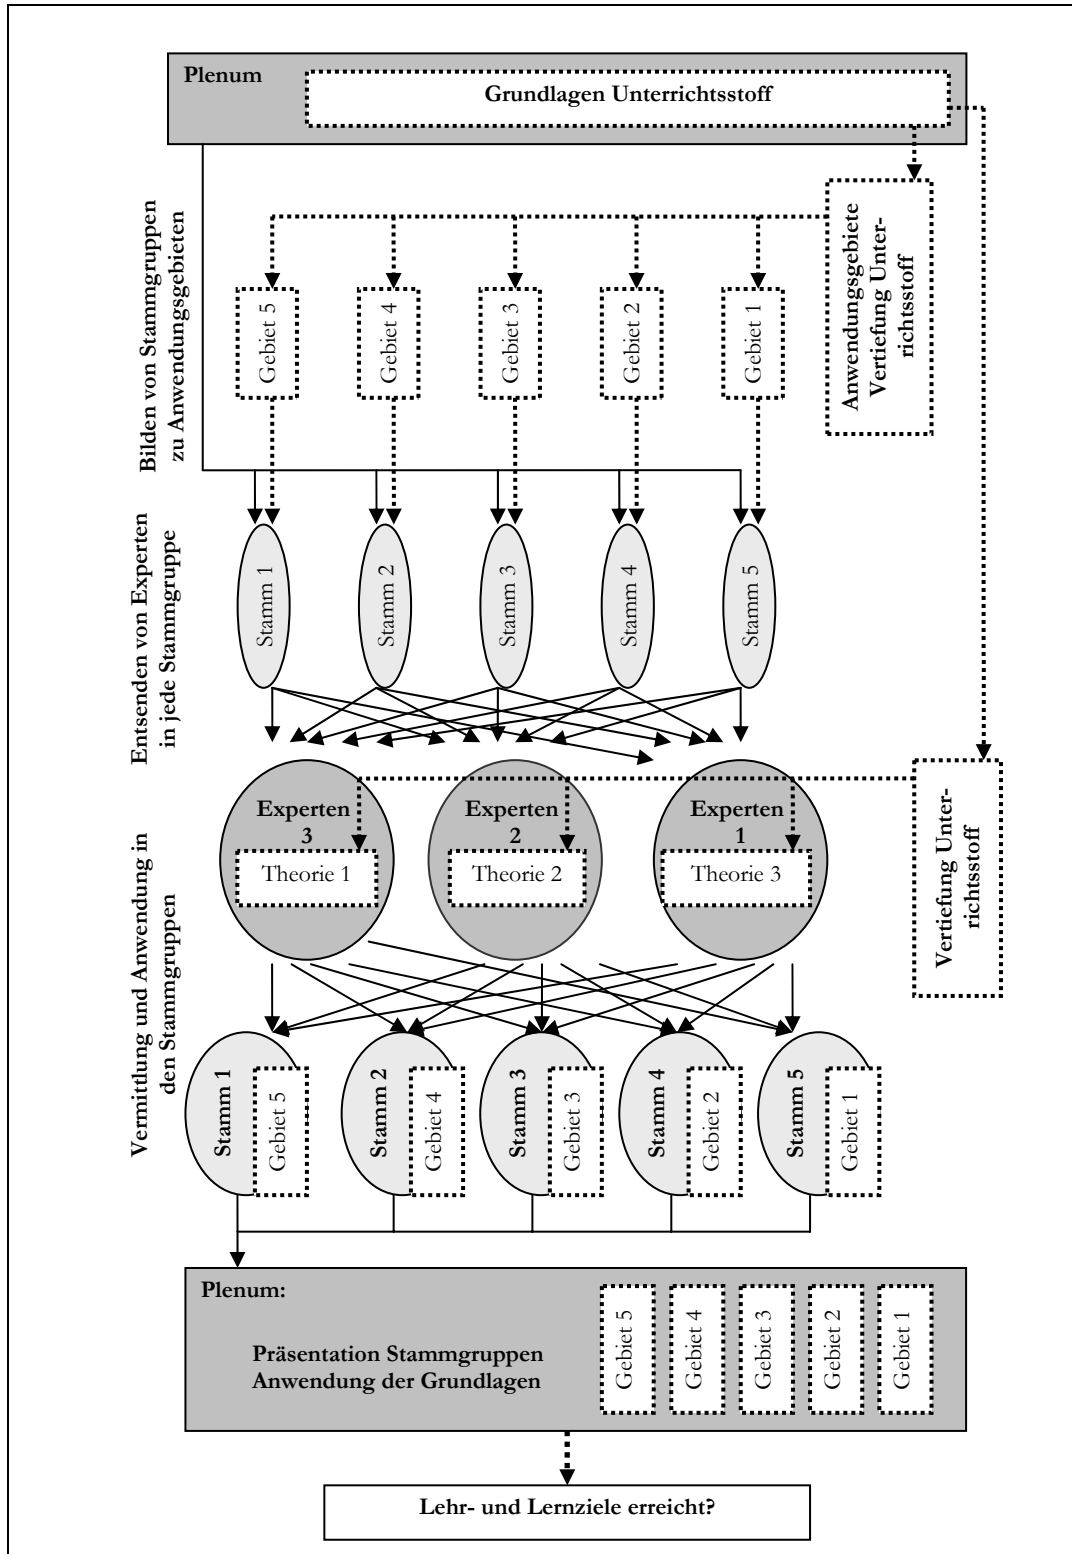 Plenum
Grundlagen Unterrichtsstoff
Bilden von Stammgruppen
zu Anwendungsgebieten
Gebiet 5
Gebiet 4
Gebiet 3
Gebiet 2
Gebiet 1
Anwendungsgebiete
Vertiefung Unter-
richtsstoff
Entsenden von Experten
in jede Stammgruppe
Stamm 1
Stamm 2
Stamm 3
Stamm 4
Stamm 5
Experten
3
Theorie 1
Experten
2
Theorie 2
Experten
1
Theorie 3
Vertiefung Unter-
richtsstoff
Vermittlung und Anwendung in
den Stammgruppen
Stamm 1
Gebiet 5
Stamm 2
Gebiet 4
Stamm 3
Gebiet 3
Stamm 4
Gebiet 2
Stamm 5
Gebiet 1
Plenum:
Präsentation Stammgruppen
Anwendung der Grundlagen
Gebiet 5
Gebiet 4
Gebiet 3
Gebiet 2
Gebiet 1
Lehr- und Lernziele erreicht?